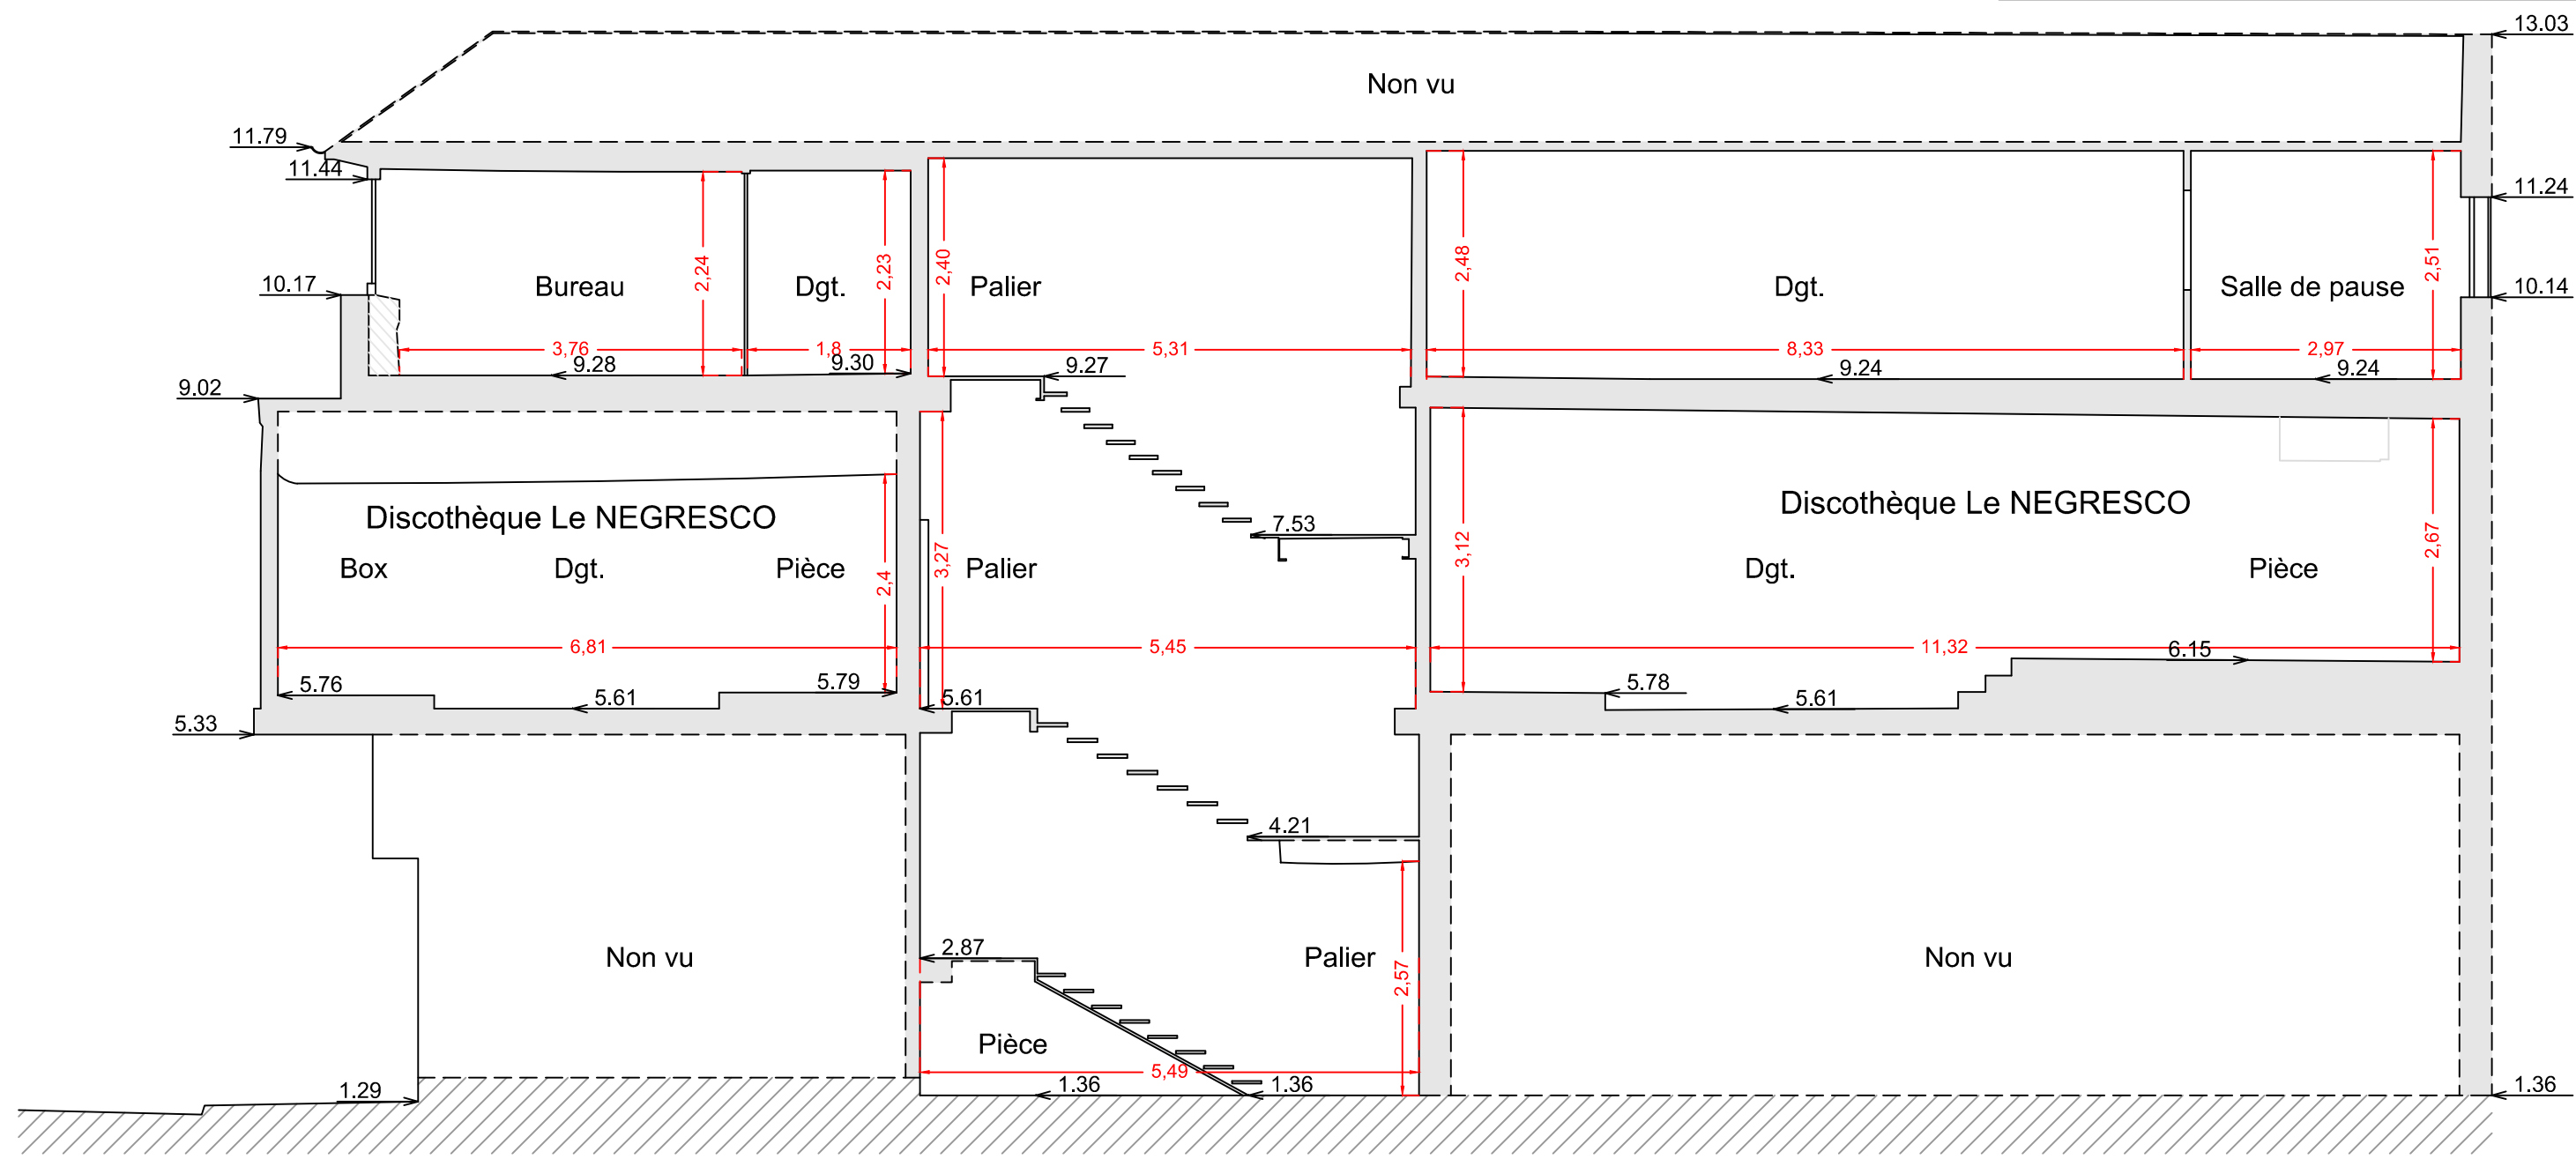 13.03
Non vu
11.79
11.44
11.24
10.17
10.14
2,24
2,23
2,40
2,48
2,51
Bureau
Dgt.
Palier
Dgt.
Salle de pause
3,76
1,8
5,31
8,33
2,97
9.28
9.30
9.27
9.24
9.24
9.02
Discothèque Le NEGRESCO
Discothèque Le NEGRESCO
7.53
Box
Dgt.
Pièce
2,4
3,27
Palier
3,12
Dgt.
Pièce
2,67
6,81
5,45
11,32
6.15
5.76
5.61
5.79
5.61
5.78
5.61
5.33
4.21
Non vu
2.87
Palier
2,57
Non vu
Pièce
5,49
1.29
1.36
1.36
1.36